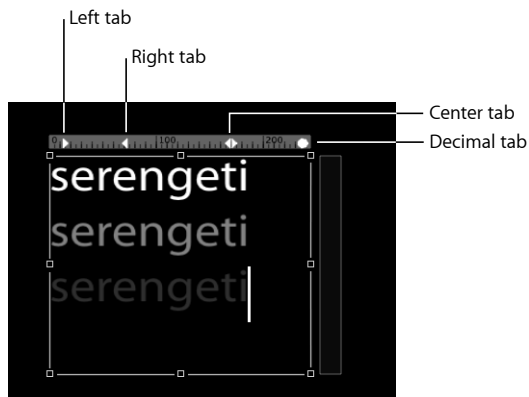 Left tab
Right tab
Center tab
Decimal tab
0 100 200
serengeti
serengeti
serengeti